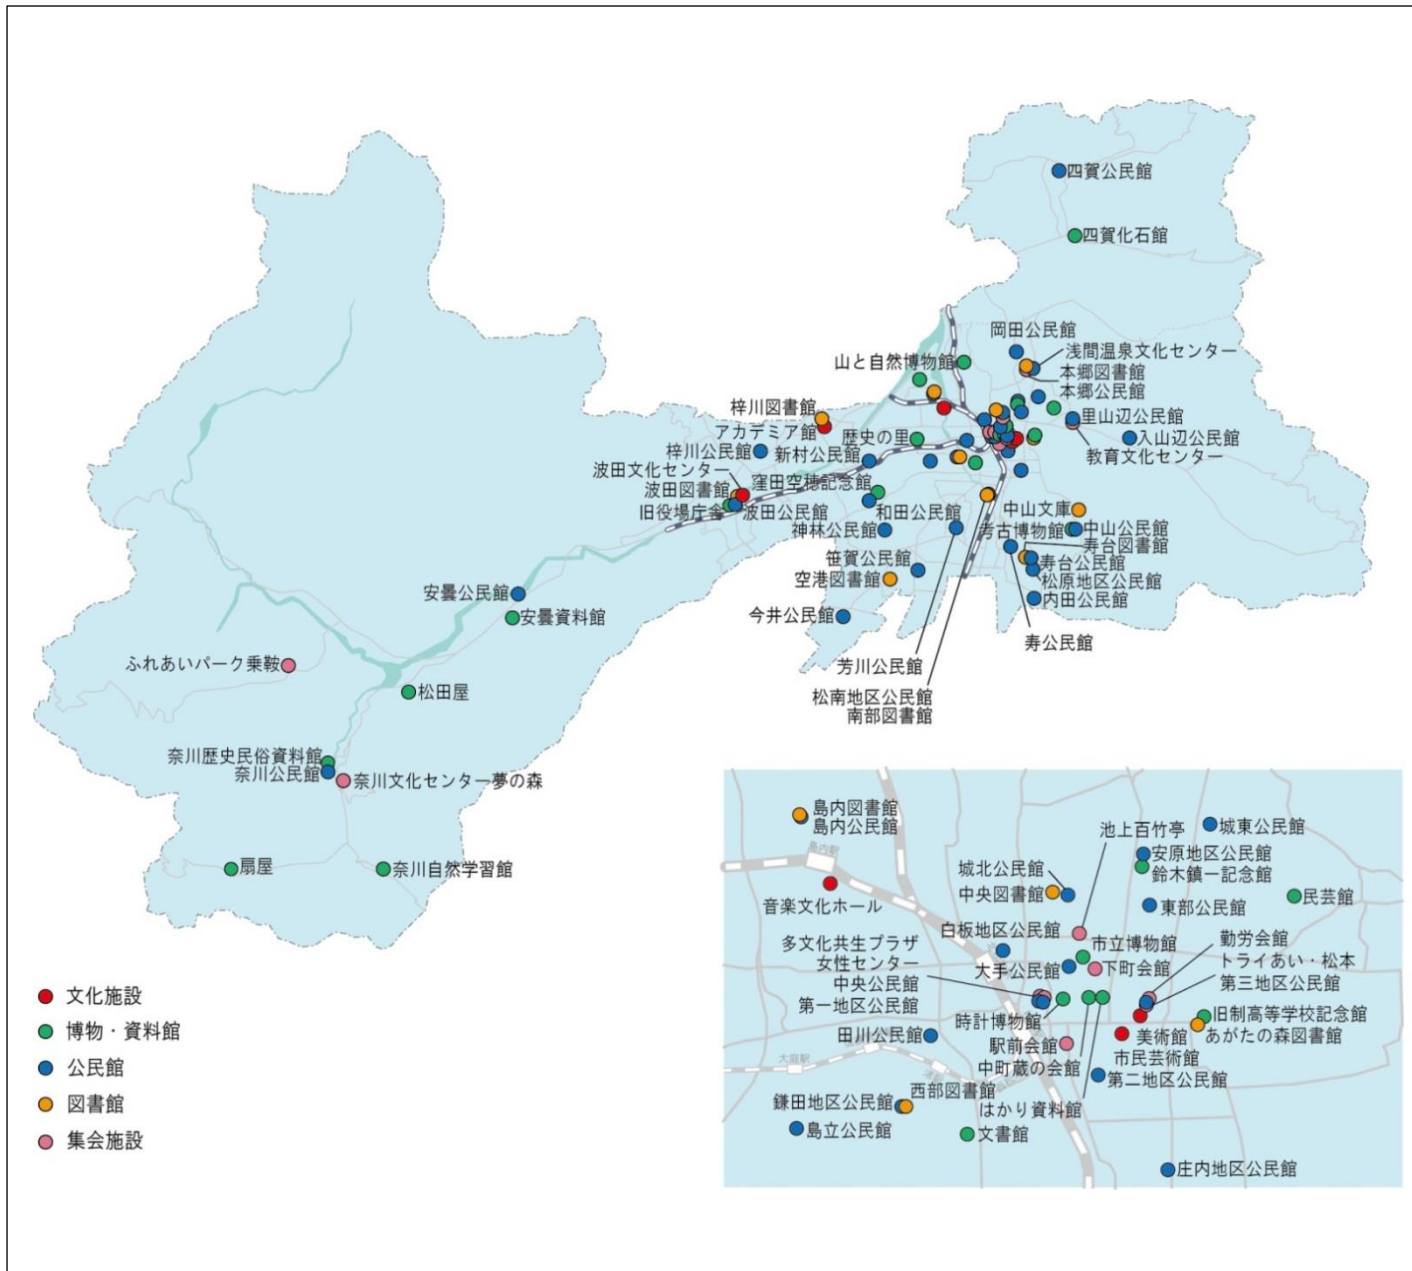 四賀公民館
四賀化石館
岡田公民館
浅間温泉文化センター
山と自然博物館
本郷図書館
本郷公民館
梓川図書館
里山辺公民館
アカデミア館
歴史の里
入山辺公民館
梓川公民館
新村公民館
教育文化センター
波田文化センター
窪田空穂記念館
波田図書館
旧役場庁舎
波田公民館
和田公民館
中山文庫
神林公民館
考古博物館
中山公民館
寿台図書館
笹賀公民館
寿台公民館
空港図書館
松原地区公民館
安曇公民館
内田公民館
安曇資料館
今井公民館
寿公民館
ふれあいパーク乗鞍
芳川公民館
松田屋
松南地区公民館
南部図書館
奈川歴史民俗資料館
奈川公民館
奈川文化センター夢の森
扇屋
奈川自然学習館
文化施設
博物・資料館
公民館
図書館
集会施設
島内図書館
島内公民館
池上百竹亭
城東公民館
島内駅
安原地区公民館
城北公民館
鈴木鎮一記念館
中央図書館
民芸館
音楽文化ホール
東部公民館
白板地区公民館
多文化共生プラザ
市立博物館
勤労会館
女性センター
大手公民館
下町会館
トライあい・松本
中央公民館
第三地区公民館
第一地区公民館
時計博物館
旧制高等学校記念館
田川公民館
駅前会館
美術館
あがたの森図書館
大庭駅
中町蔵の会館
市民芸術館
第二地区公民館
西部図書館
鎌田地区公民館
はかり資料館
島立公民館
文書館
庄内地区公民館